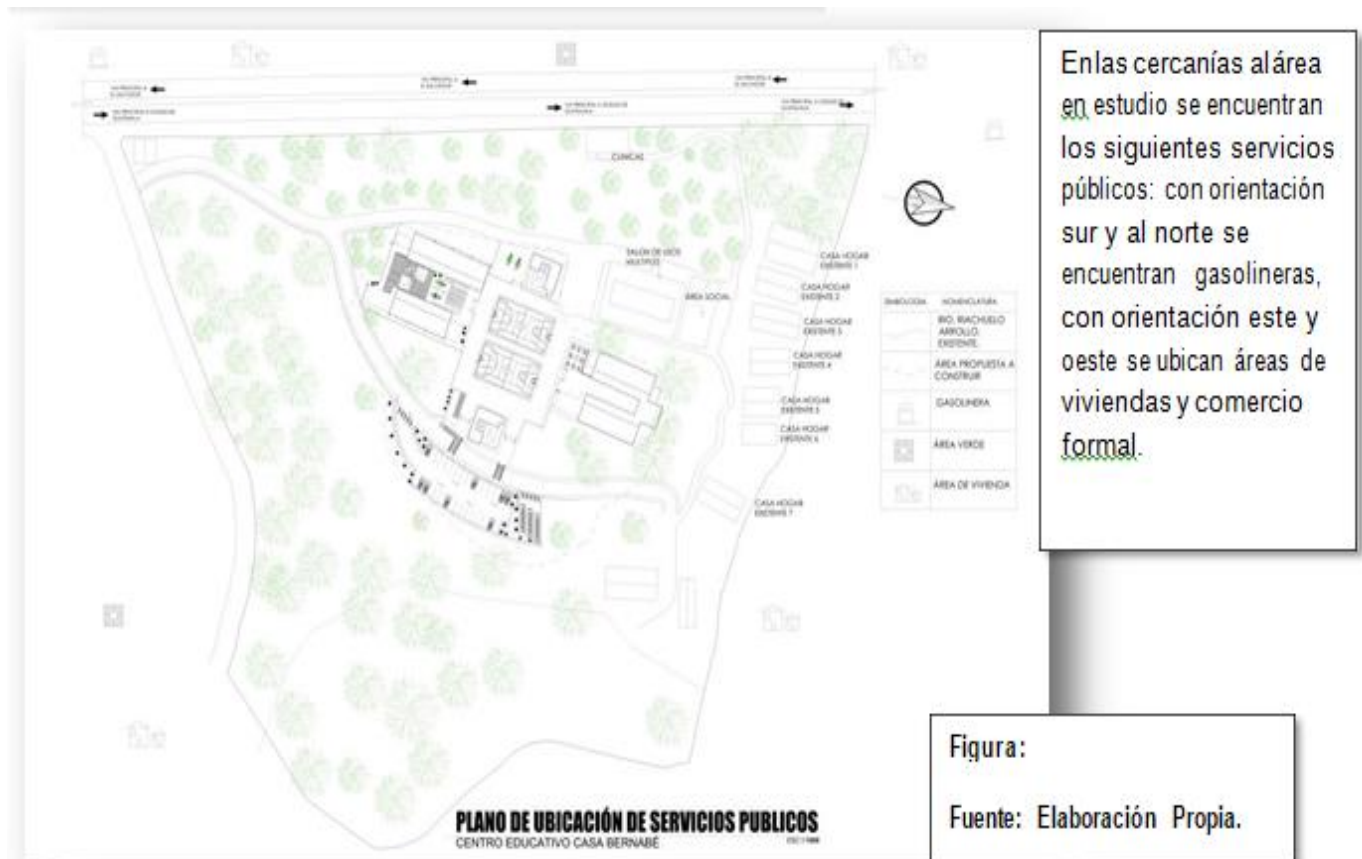 CLINICAS
SALON DE USOS
MULTIPLES
ÁREA SOCIAL
CASA HOGAR
EXISTENTE 1
CASA HOGAR
EXISTENTE 2
CASA HOGAR
EXISTENTE 3
CASA HOGAR
EXISTENTE 4
CASA HOGAR
EXISTENTE 5
CASA HOGAR
EXISTENTE 6
CASA HOGAR
EXISTENTE 7
SIMBOLOGIA NOMENCLATURA
RIO, RIACHUELO
ARROLLO,
EXISTENTE.
ÁREA PROPUESTA A
CONSTRUIR
GASOLINERA
ÁREA VERDE
ÁREA DE VIVIENDA
PLANO DE UBICACIÓN DE SERVICIOS PUBLICOS
CENTRO EDUCATIVO CASA BERNABÉ
Enlas cercanías alárea
en estudio se encuentran
los siguientes servicios
públicos: con orientación
sur y al norte se
encuentran gasolineras,
con orientación este y
oeste se ubican áreas de
viviendas y comercio
formal.
Figura:
Fuente: Elaboración Propia.